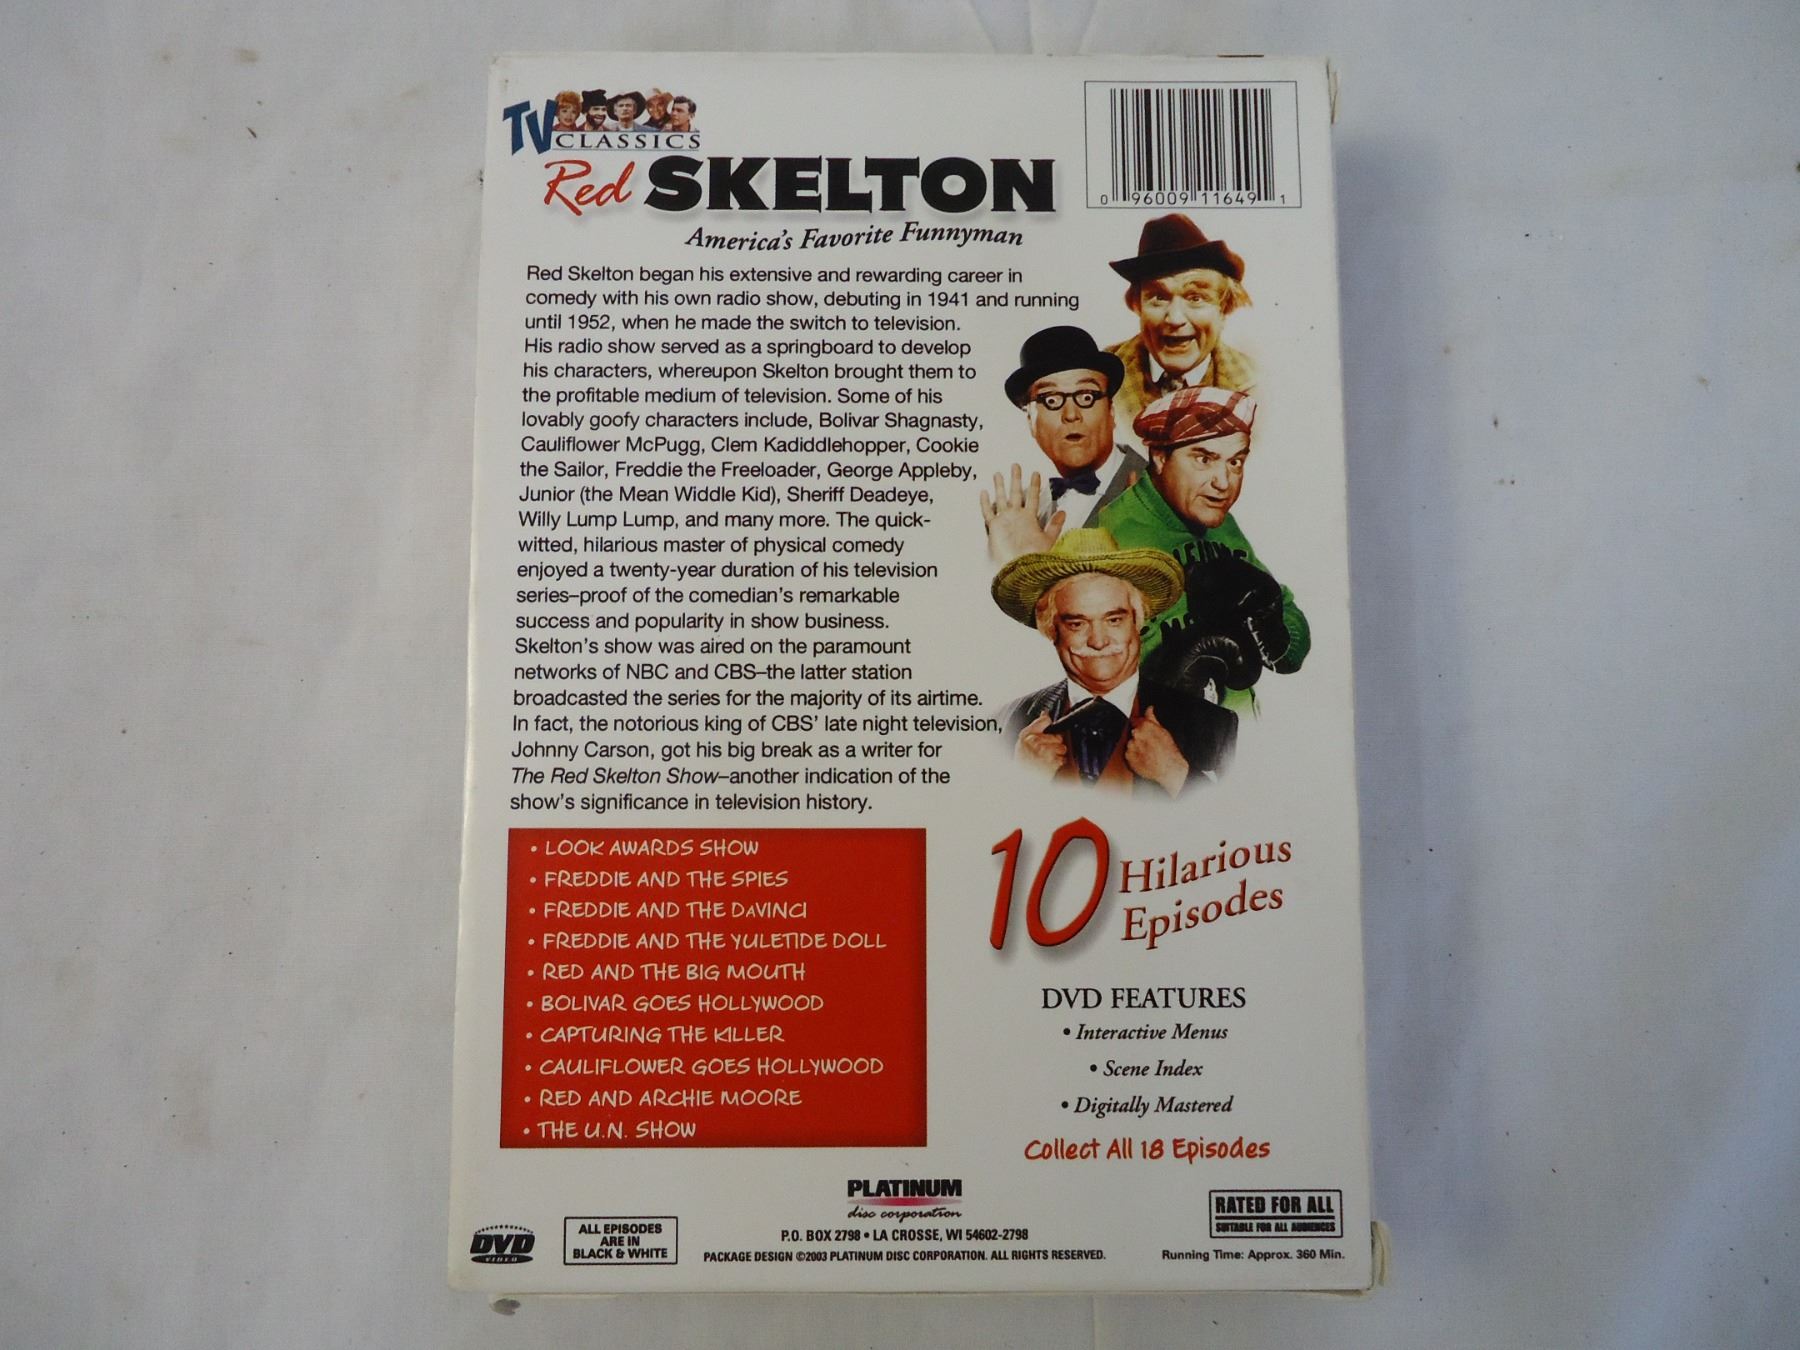 TV
CLASSICS
Red SKELTON
America's Favorite Funnyman
0 96009 11649 1
Red Skelton began his extensive and rewarding career in
comedy with his own radio show, debuting in 1941 and running
until 1952, when he made the switch to television.
His radio show served as a springboard to develop
his characters, whereupon Skelton brought them to
the profitable medium of television. Some of his
lovably goofy characters include, Bolivar Shagnasty,
Cauliflower McPugg, Clem Kadiddlehopper, Cookie
the Sailor, Freddie the Freeloader, George Appleby,
Junior (the Mean Widdle Kid), Sheriff Deadeye,
Willy Lump Lump, and many more. The quick-
witted, hilarious master of physical comedy
enjoyed a twenty-year duration of his television
series–proof of the comedian's remarkable
success and popularity in show business.
Skelton's show was aired on the paramount
networks of NBC and CBS–the latter station
broadcasted the series for the majority of its airtime.
In fact, the notorious king of CBS' late night television,
Johnny Carson, got his big break as a writer for
The Red Skelton Show–another indication of the
show's significance in television history.
• LOOK AWARDS SHOW
• FREDDIE AND THE SPIES
• FREDDIE AND THE DAVINCI
• FREDDIE AND THE YULETIDE DOLL
• RED AND THE BIG MOUTH
• BOLIVAR GOES HOLLYWOOD
• CAPTURING THE KILLER
• CAULIFLOWER GOES HOLLYWOOD
• RED AND ARCHIE MOORE
• THE U.N. SHOW
10 Hilarious
Episodes
DVD FEATURES
• Interactive Menus
• Scene Index
• Digitally Mastered
Collect All 18 Episodes
DVD
VIDEO
ALL EPISODES
ARE IN
BLACK & WHITE
PLATINUM
disc corporation
P.O. BOX 2798 • LA CROSSE, WI 54602-2798
PACKAGE DESIGN ©2003 PLATINUM DISC CORPORATION. ALL RIGHTS RESERVED.
RATED FOR ALL
SUITABLE FOR ALL AUDIENCES
Running Time: Approx. 360 Min.